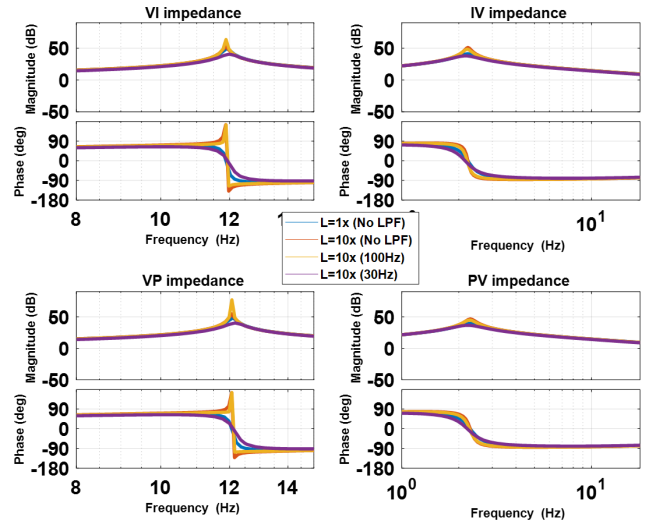 VI impedance
Magnitude (dB)
50
0
-50
Phase (deg)
90
0
-90
-180
8
10
12
14
Frequency (Hz)
IV impedance
Magnitude (dB)
50
0
-50
Phase (deg)
90
0
-90
-180
10^0
10^1
Frequency (Hz)
L=1x (No LPF)
L=10x (No LPF)
L=10x (100Hz)
L=10x (30Hz)
VP impedance
Magnitude (dB)
50
0
-50
Phase (deg)
90
0
-90
-180
8
10
12
14
Frequency (Hz)
PV impedance
Magnitude (dB)
50
0
-50
Phase (deg)
90
0
-90
-180
10^0
10^1
Frequency (Hz)